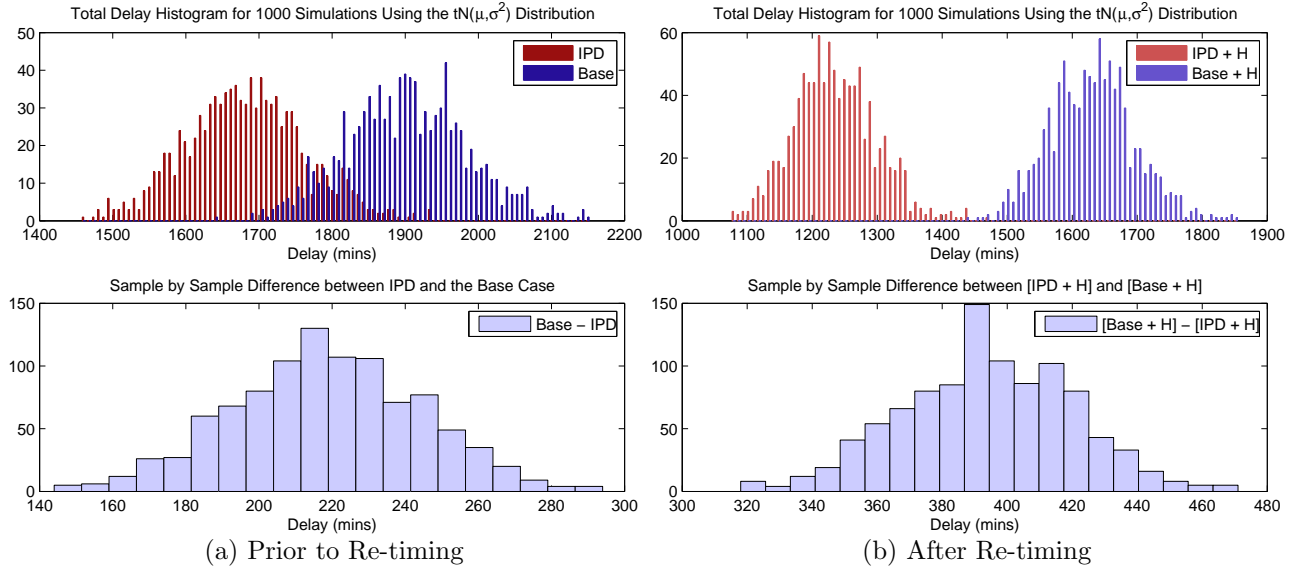 Total Delay Histogram for 1000 Simulations Using the tN(μ,σ²) Distribution
50
40
30
20
10
0
IPD
Base
1400 1500 1600 1700 1800 1900 2000 2100 2200
Delay (mins)
Sample by Sample Difference between IPD and the Base Case
150
100
50
0
Base − IPD
140 160 180 200 220 240 260 280 300
Delay (mins)
(a) Prior to Re-timing
Total Delay Histogram for 1000 Simulations Using the tN(μ,σ²) Distribution
60
40
20
0
IPD + H
Base + H
1000 1100 1200 1300 1400 1500 1600 1700 1800 1900
Delay (mins)
Sample by Sample Difference between [IPD + H] and [Base + H]
150
100
50
0
[Base + H] − [IPD + H]
300 320 340 360 380 400 420 440 460 480
Delay (mins)
(b) After Re-timing